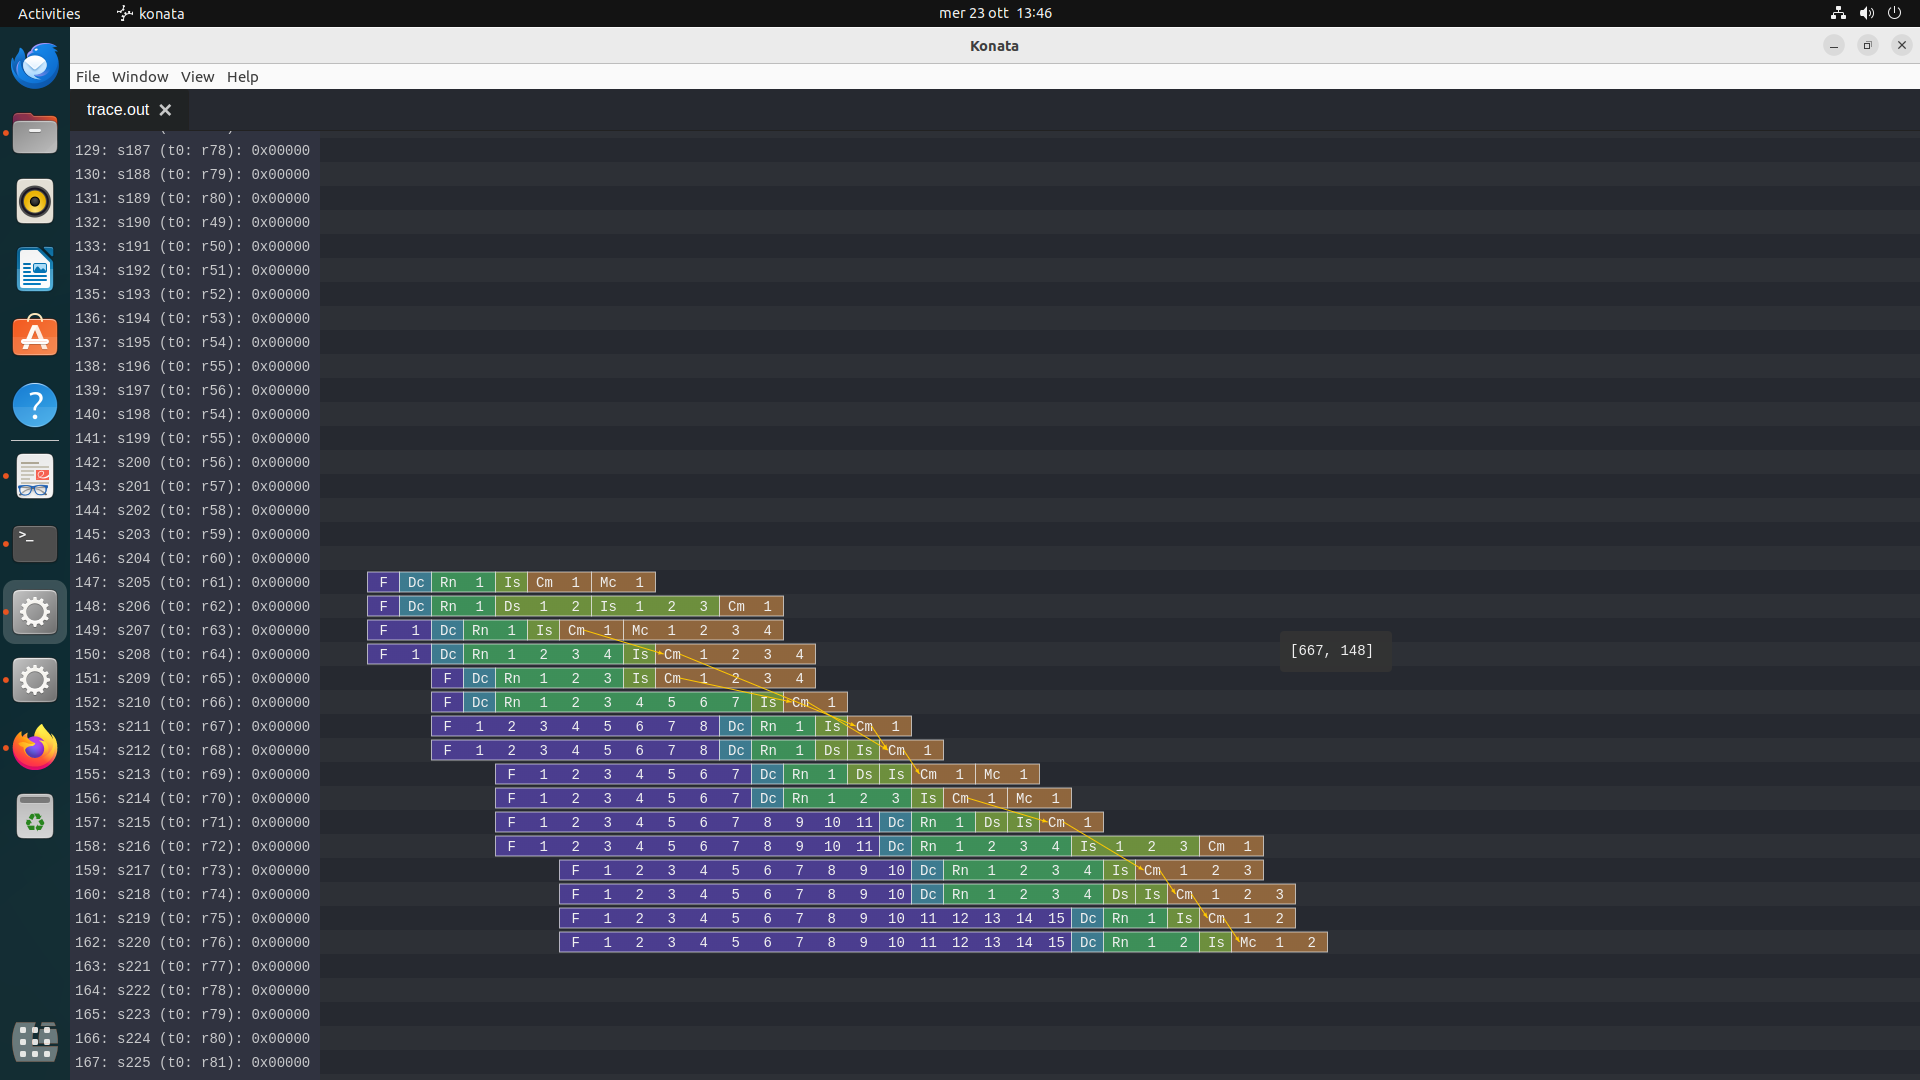 Activities konata mer 23 ott 13:46
Konata
File Window View Help
trace.out
129: s187 (t0: r78): 0x00000
130: s188 (t0: r79): 0x00000
131: s189 (t0: r80): 0x00000
132: s190 (t0: r49): 0x00000
133: s191 (t0: r50): 0x00000
134: s192 (t0: r51): 0x00000
135: s193 (t0: r52): 0x00000
136: s194 (t0: r53): 0x00000
137: s195 (t0: r54): 0x00000
138: s196 (t0: r55): 0x00000
139: s197 (t0: r56): 0x00000
140: s198 (t0: r54): 0x00000
141: s199 (t0: r55): 0x00000
142: s200 (t0: r56): 0x00000
143: s201 (t0: r57): 0x00000
144: s202 (t0: r58): 0x00000
145: s203 (t0: r59): 0x00000
146: s204 (t0: r60): 0x00000
147: s205 (t0: r61): 0x00000 F Dc Rn 1 Is Cm 1 Mc 1
148: s206 (t0: r62): 0x00000 F Dc Rn 1 Ds 1 2 Is 1 2 3 Cm 1
149: s207 (t0: r63): 0x00000 F 1 Dc Rn 1 Is Cm 1 Mc 1 2 3 4
150: s208 (t0: r64): 0x00000 F 1 Dc Rn 1 2 3 4 Is Cm 1 2 3 4
[667, 148]
151: s209 (t0: r65): 0x00000 F Dc Rn 1 2 3 Is Cm 1 2 3 4
152: s210 (t0: r66): 0x00000 F Dc Rn 1 2 3 4 5 6 7 Is Cm 1
153: s211 (t0: r67): 0x00000 F 1 2 3 4 5 6 7 8 Dc Rn 1 Is Cm 1
154: s212 (t0: r68): 0x00000 F 1 2 3 4 5 6 7 8 Dc Rn 1 Ds Is Cm 1
155: s213 (t0: r69): 0x00000 F 1 2 3 4 5 6 7 Dc Rn 1 Ds Is Cm 1 Mc 1
156: s214 (t0: r70): 0x00000 F 1 2 3 4 5 6 7 Dc Rn 1 2 3 Is Cm 1 Mc 1
157: s215 (t0: r71): 0x00000 F 1 2 3 4 5 6 7 8 9 10 11 Dc Rn 1 Ds Is Cm 1
158: s216 (t0: r72): 0x00000 F 1 2 3 4 5 6 7 8 9 10 11 Dc Rn 1 2 3 4 Is 1 2 3 Cm 1
159: s217 (t0: r73): 0x00000 F 1 2 3 4 5 6 7 8 9 10 Dc Rn 1 2 3 4 Is Cm 1 2 3
160: s218 (t0: r74): 0x00000 F 1 2 3 4 5 6 7 8 9 10 Dc Rn 1 2 3 4 Ds Is Cm 1 2 3
161: s219 (t0: r75): 0x00000 F 1 2 3 4 5 6 7 8 9 10 11 12 13 14 15 Dc Rn 1 Is Cm 1 2
162: s220 (t0: r76): 0x00000 F 1 2 3 4 5 6 7 8 9 10 11 12 13 14 15 Dc Rn 1 2 Is Mc 1 2
163: s221 (t0: r77): 0x00000
164: s222 (t0: r78): 0x00000
165: s223 (t0: r79): 0x00000
166: s224 (t0: r80): 0x00000
167: s225 (t0: r81): 0x00000